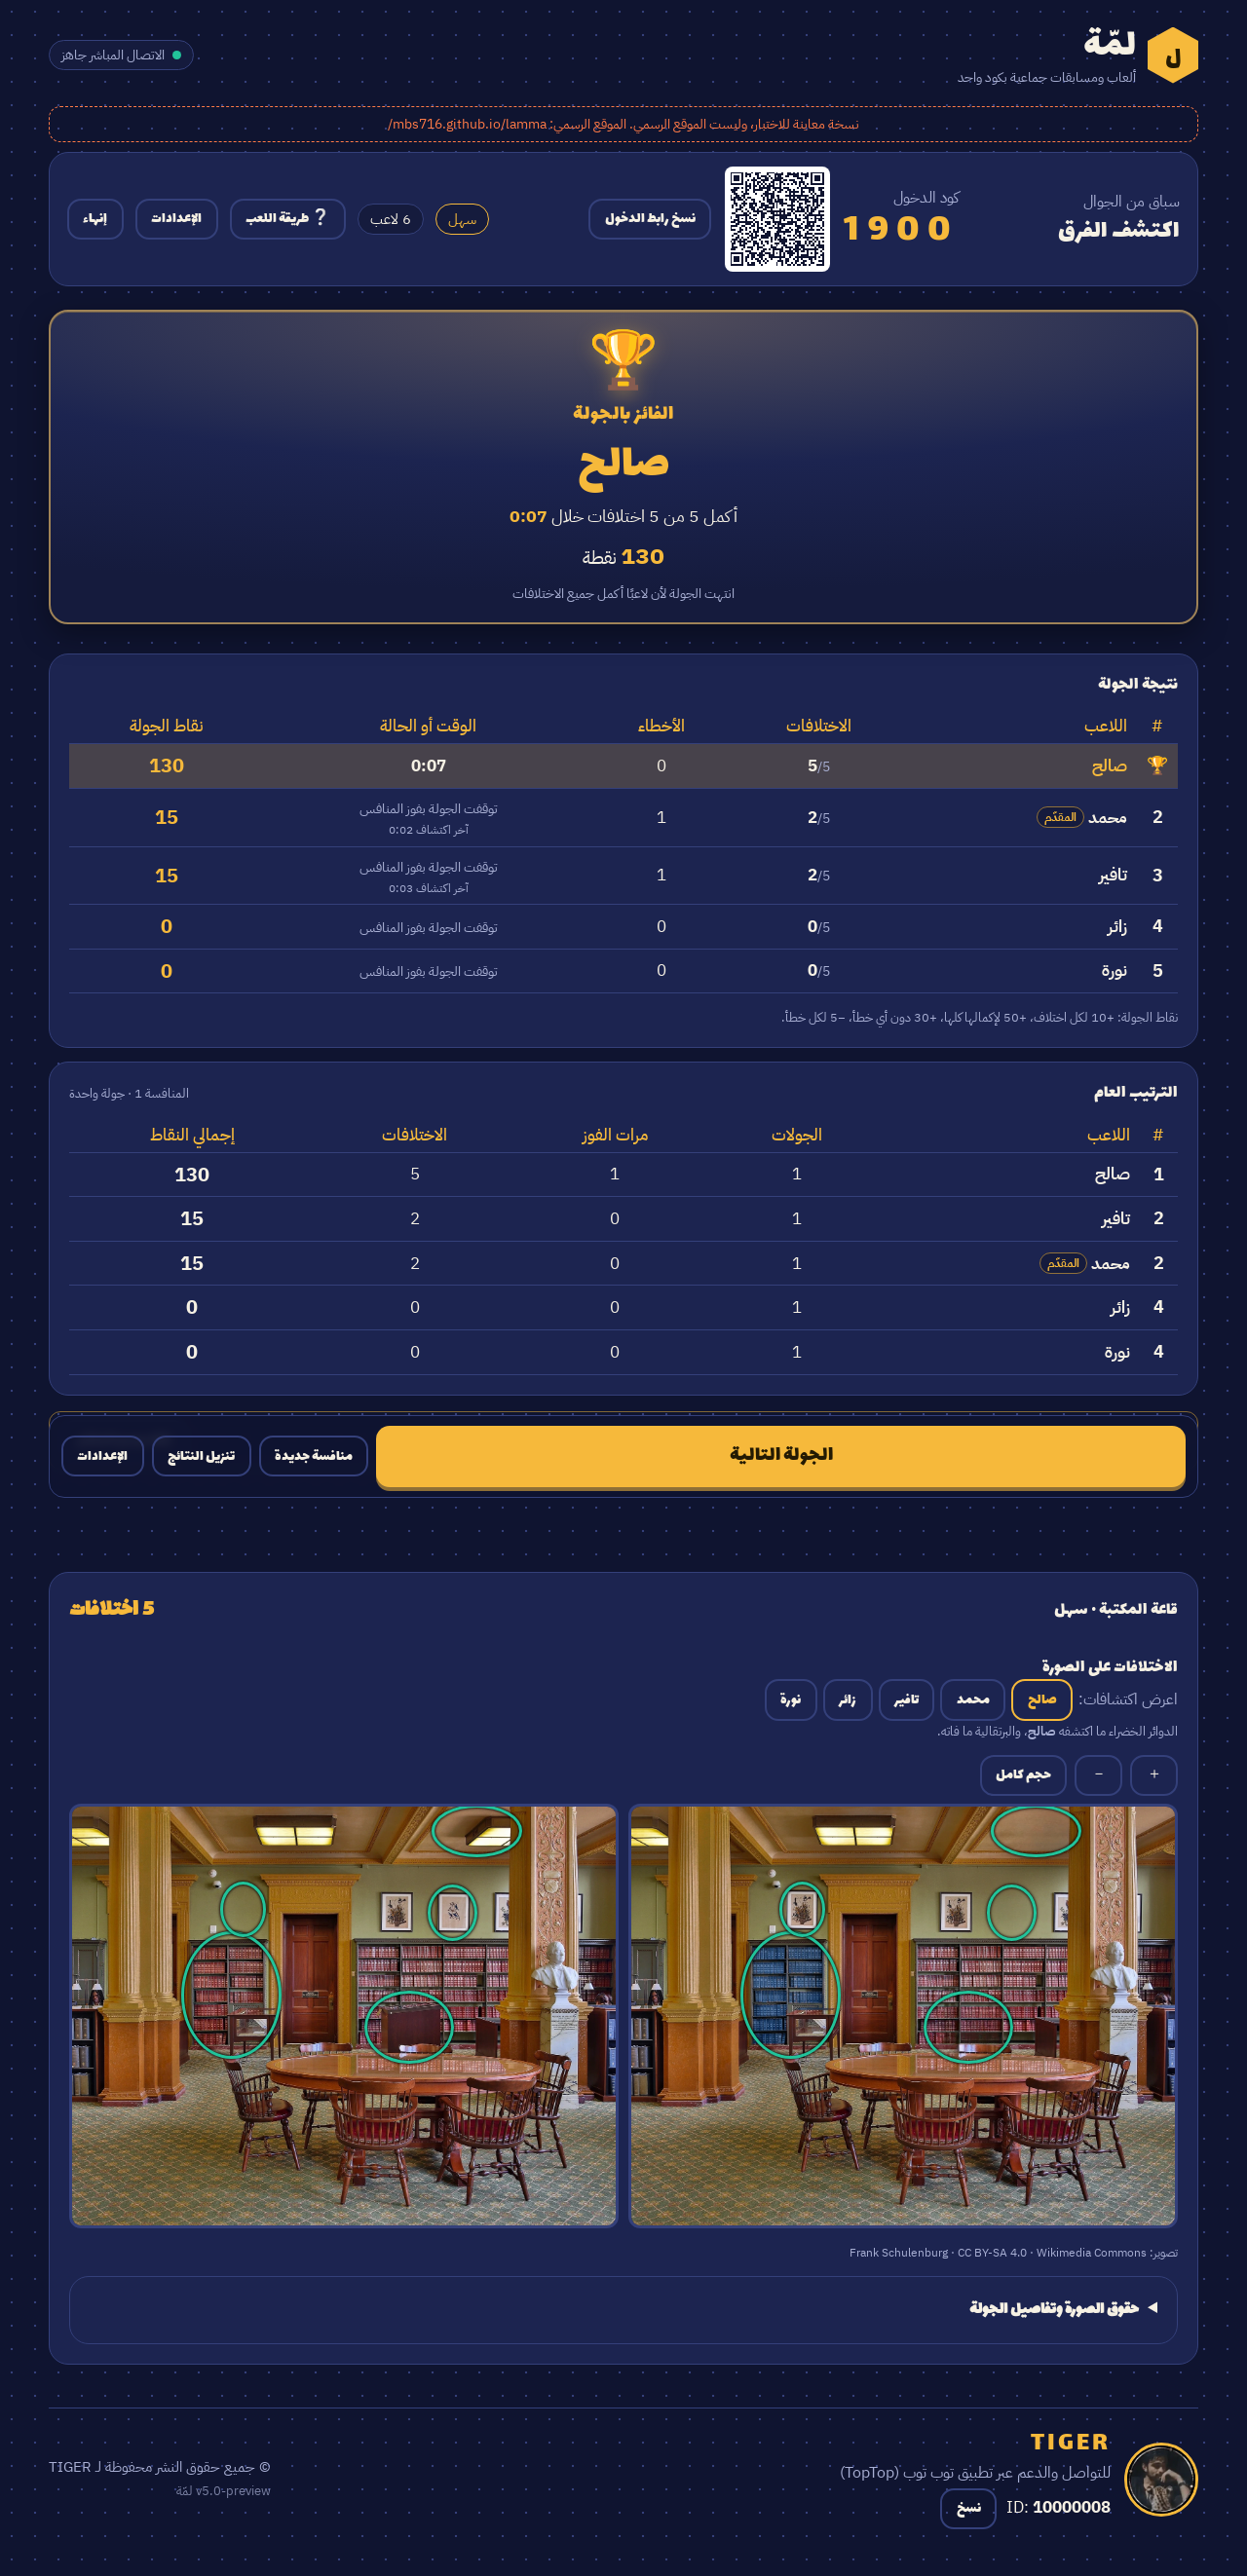 ل
لمّة
ألعاب ومسابقات جماعية بكود واحد
الاتصال المباشر جاهز
نسخة معاينة للاختبار، وليست الموقع الرسمي. الموقع الرسمي: mbs716.github.io/lamma/
سباق من الجوال
اكتشف الفرق
كود الدخول
1900
نسخ رابط الدخول
سهل
6 لاعب
❔ طريقة اللعب
الإعدادات
إنهاء
الفائز بالجولة
صالح
أكمل 5 من 5 اختلافات خلال 0:07
130 نقطة
انتهت الجولة لأن لاعبًا أكمل جميع الاختلافات
نتيجة الجولة
# اللاعب الاختلافات الأخطاء الوقت أو الحالة نقاط الجولة
🏆 صالح 5/5 0 0:07 130
2 محمد المقدّم 2/5 1 توقفت الجولة بفوز المنافس 15
آخر اكتشاف 0:02
3 تافير 2/5 1 توقفت الجولة بفوز المنافس 15
آخر اكتشاف 0:03
4 زائر 0/5 0 توقفت الجولة بفوز المنافس 0
5 نورة 0/5 0 توقفت الجولة بفوز المنافس 0
نقاط الجولة: +10 لكل اختلاف، +50 لإكمالها كلها، +30 دون أي خطأ، −5 لكل خطأ.
الترتيب العام
المنافسة 1 · جولة واحدة
# اللاعب الجولات مرات الفوز الاختلافات إجمالي النقاط
1 صالح 1 1 5 130
2 تافير 1 0 2 15
2 محمد المقدّم 1 0 2 15
4 زائر 1 0 0 0
4 نورة 1 0 0 0
الجولة التالية
منافسة جديدة
تنزيل النتائج
الإعدادات
قاعة المكتبة · سهل
5 اختلافات
الاختلافات على الصورة
اعرض اكتشافات: صالح محمد تافير زائر نورة
الدوائر الخضراء ما اكتشفه صالح، والبرتقالية ما فاته.
+ − حجم كامل
تصوير: Frank Schulenburg · CC BY-SA 4.0 · Wikimedia Commons
◀ حقوق الصورة وتفاصيل الجولة
TIGER
للتواصل والدعم عبر تطبيق توب توب (TopTop)
ID: 10000008 نسخ
© جميع حقوق النشر محفوظة لـ TIGER
لمّة v5.0-preview